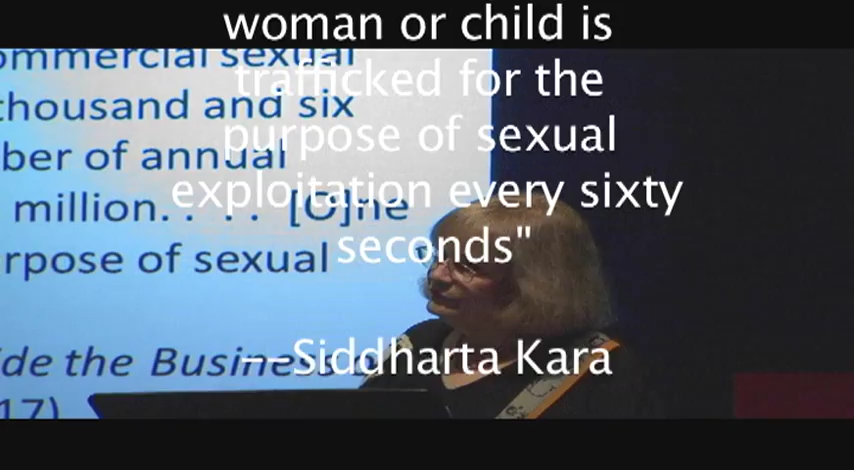 woman or child is
trafficked for the
purpose of sexual
exploitation every sixty
seconds"
--Siddharta Kara
ommercial sexual
thousand and six
ber of annual
million. . . . [O]ne
rpose of sexual
de the Business o
17)